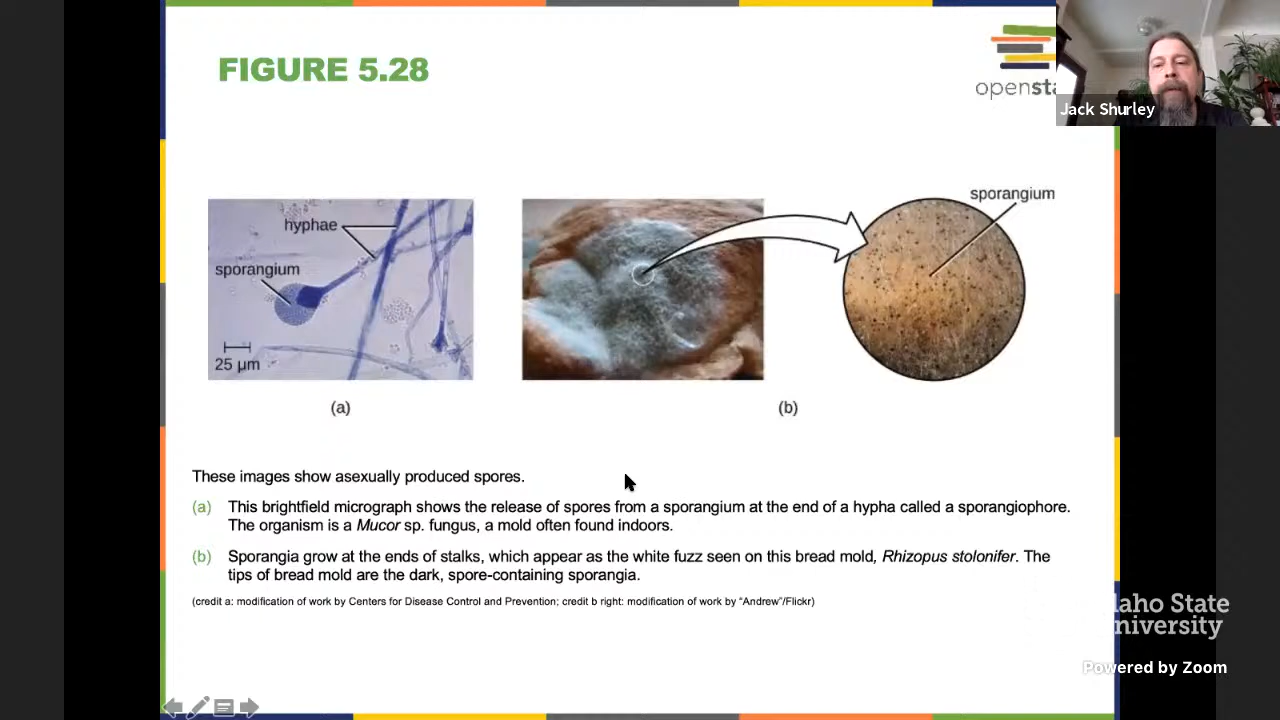 FIGURE 5.28
opensta
Jack Shurley
hyphae
sporangium
25 μm
sporangium
(a)
(b)
These images show asexually produced spores.
(a) This brightfield micrograph shows the release of spores from a sporangium at the end of a hypha called a sporangiophore.
The organism is a Mucor sp. fungus, a mold often found indoors.
(b) Sporangia grow at the ends of stalks, which appear as the white fuzz seen on this bread mold, Rhizopus stolonifer. The
tips of bread mold are the dark, spore-containing sporangia.
(credit a: modification of work by Centers for Disease Control and Prevention; credit b right: modification of work by “Andrew”/Flickr)
daho State
University
Powered by Zoom